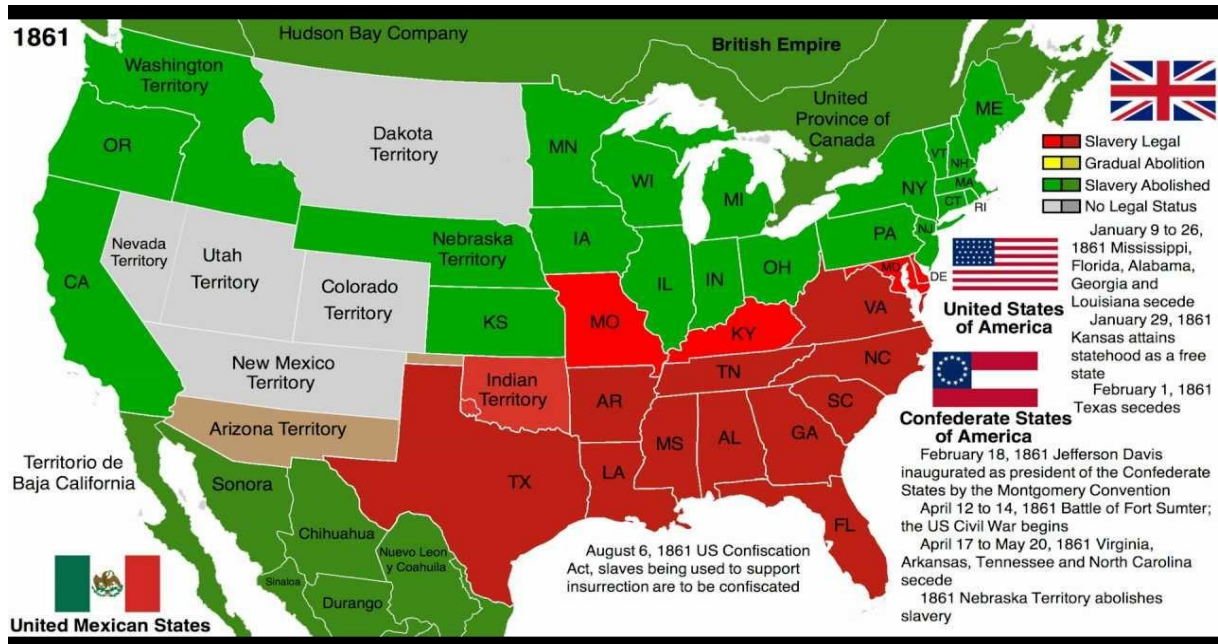 1861
Hudson Bay Company
British Empire
Washington
Territory
United
Province of
Canada
ME
OR
Dakota
Territory
MN
VT
NH
Slavery Legal
Gradual Abolition
Slavery Abolished
No Legal Status
WI
MI
NY
MA
CT
RI
Nevada
Territory
Utah
Territory
Nebraska
Territory
IA
PA
NJ
CA
Colorado
Territory
IL
IN
OH
MD
DE
KS
MO
KY
VA
January 9 to 26,
1861 Mississippi,
Florida, Alabama,
Georgia and
Louisiana secede
January 29, 1861
Kansas attains
statehood as a free
state
February 1, 1861
Texas secedes
United States
of America
New Mexico
Territory
Indian
Territory
TN
NC
Arizona Territory
AR
SC
MS
AL
GA
Confederate States
of America
Territorio de
Baja California
Sonora
TX
LA
FL
February 18, 1861 Jefferson Davis
inaugurated as president of the Confederate
States by the Montgomery Convention
April 12 to 14, 1861 Battle of Fort Sumter;
the US Civil War begins
April 17 to May 20, 1861 Virginia,
Arkansas, Tennessee and North Carolina
secede
1861 Nebraska Territory abolishes
slavery
Chihuahua
Nuevo Leon
y Coahuila
August 6, 1861 US Confiscation
Act, slaves being used to support
insurrection are to be confiscated
Sinaloa
Durango
United Mexican States